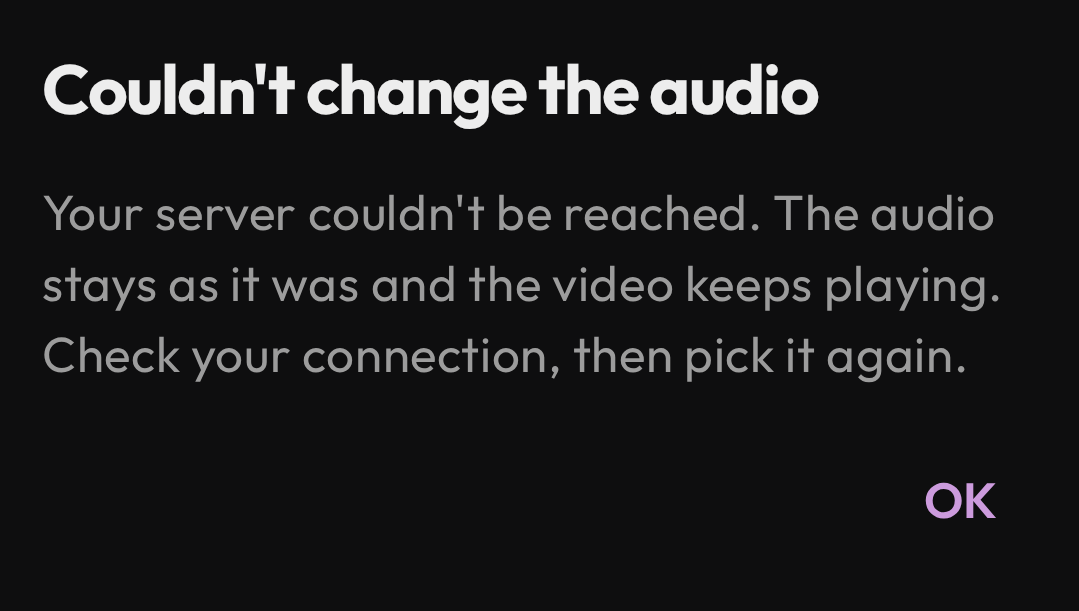 Couldn't change the audio
Your server couldn't be reached. The audio
stays as it was and the video keeps playing.
Check your connection, then pick it again.
OK